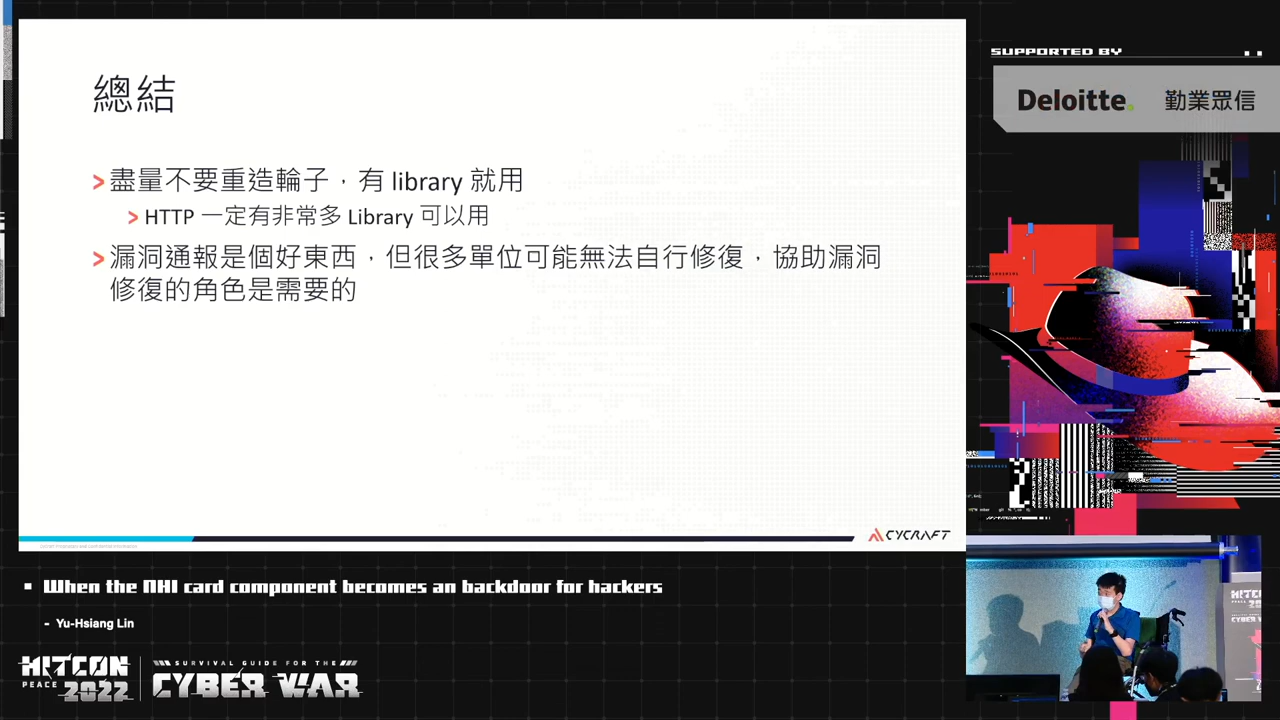 總結
盡量不要重造輪子，有 library 就用
HTTP 一定有非常多 Library 可以用
漏洞通報是個好東西，但很多單位可能無法自行修復，協助漏洞
修復的角色是需要的
CYCRAFT
SUPPORTED BY
Deloitte. 勤業眾信
When the NHI card component becomes an backdoor for hackers
- Yu-Hsiang Lin
HITCON
PEACE 2022
SURVIVAL GUIDE FOR THE
CYBER WAR